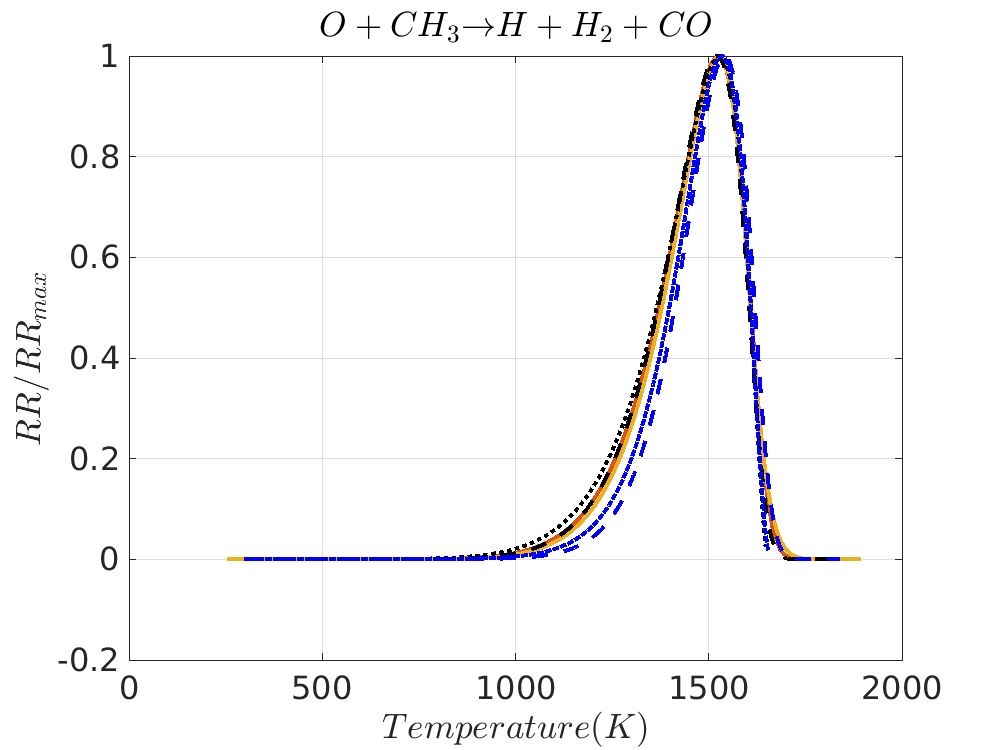 O + CH₃→H + H₂ + CO
1
0.8
0.6
0.4
0.2
0
-0.2
RR/RRₘₐₓ
0 500 1000 1500 2000
Temperature(K)